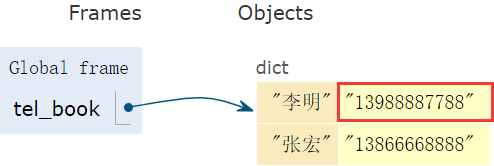 Frames Objects
Global frame
tel_book
dict
"李明" "13988887788"
"张宏" "13866668888"